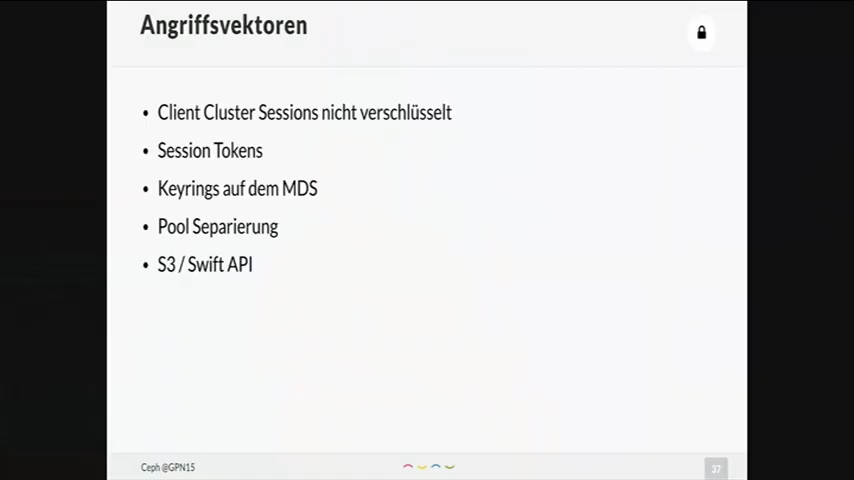 Angriffsvektoren
• Client Cluster Sessions nicht verschlüsselt
• Session Tokens
• Keyrings auf dem MDS
• Pool Separierung
• S3 / Swift API
Ceph @GPN15
37